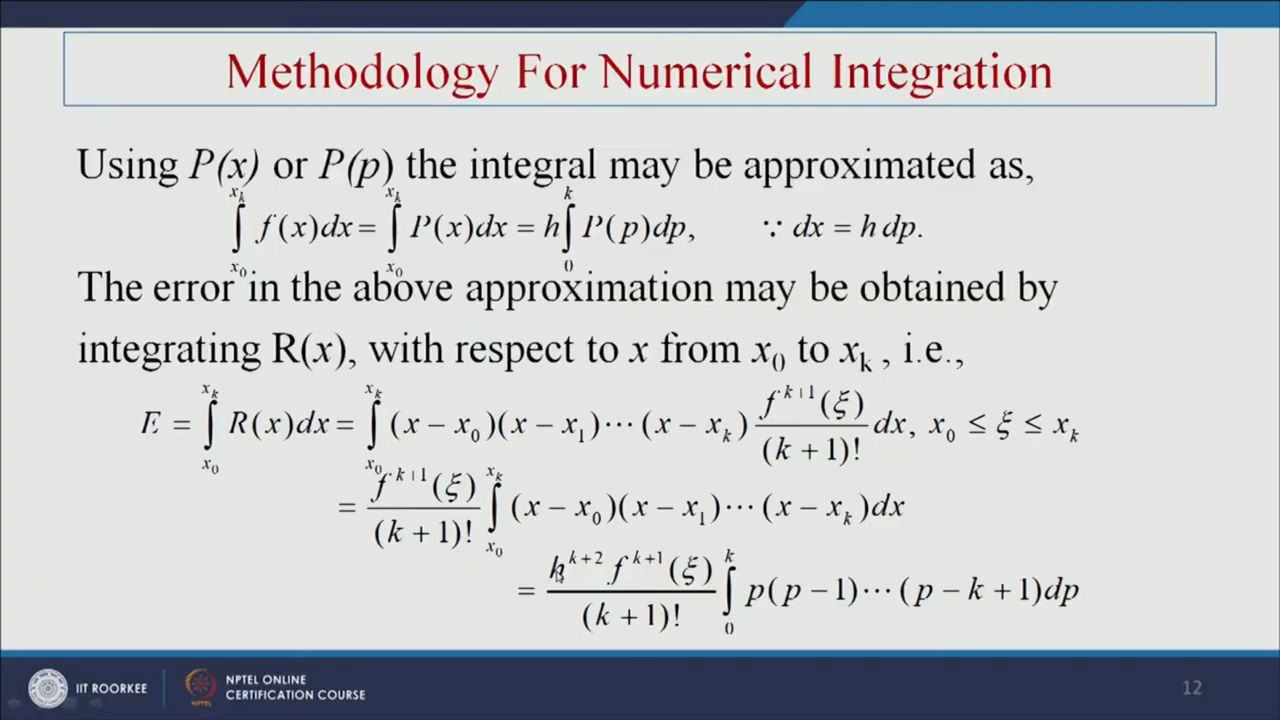 Methodology For Numerical Integration
Using P(x) or P(p) the integral may be approximated as,
∫_{x_0}^{x_k} f(x)dx = ∫_{x_0}^{x_k} P(x)dx = h∫_{0}^{k} P(p)dp, ∵ dx = h dp.
The error in the above approximation may be obtained by
integrating R(x), with respect to x from x_0 to x_k , i.e.,
E = ∫_{x_0}^{x_k} R(x)dx = ∫_{x_0}^{x_k} (x − x_0)(x − x_1)⋯(x − x_k) f^{k+1}(ξ)/(k + 1)! dx, x_0 ≤ ξ ≤ x_k
= f^{k+1}(ξ)/(k + 1)! ∫_{x_0}^{x_k} (x − x_0)(x − x_1)⋯(x − x_k)dx
= h^{k+2} f^{k+1}(ξ)/(k + 1)! ∫_{0}^{k} p(p − 1)⋯(p − k + 1)dp
IIT ROORKEE
NPTEL
NPTEL ONLINE
CERTIFICATION COURSE
12